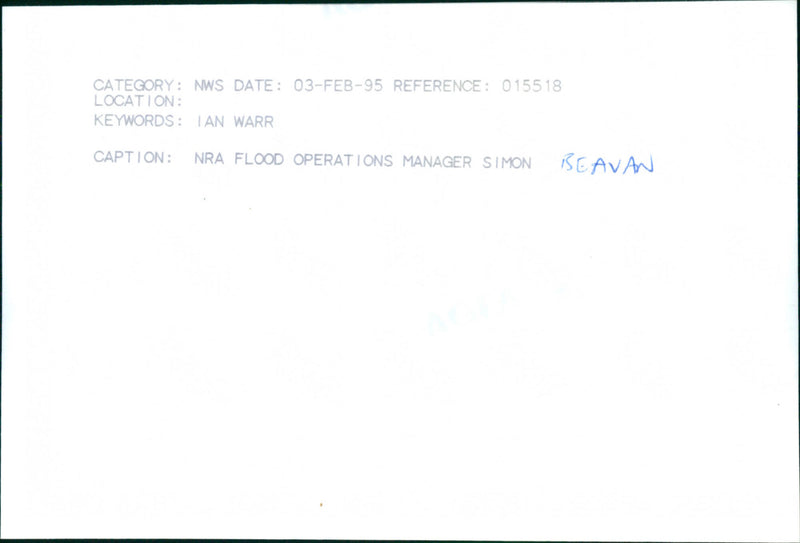 CATEGORY: NWS DATE: 03-FEB-95 REFERENCE: 015518
LOCATION:
KEYWORDS: IAN WARR
CAPTION: NRA FLOOD OPERATIONS MANAGER SIMON BEAVAN
AGFA